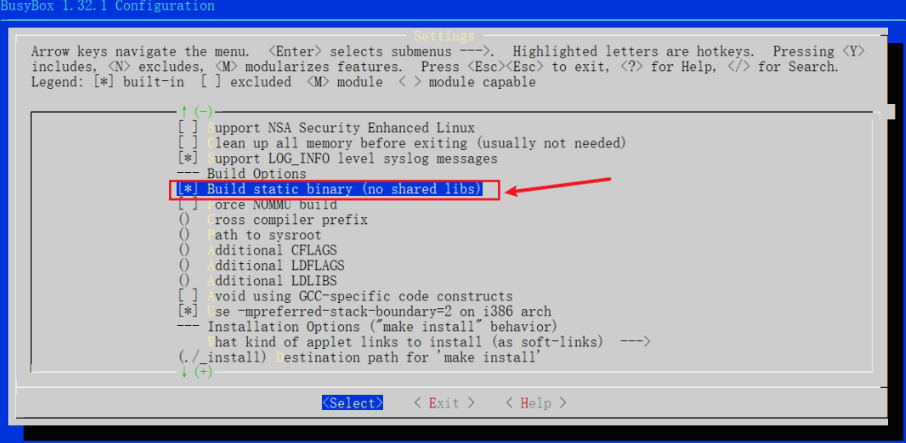 BusyBox 1.32.1 Configuration
Settings
Arrow keys navigate the menu.  <Enter> selects submenus --->.  Highlighted letters are hotkeys.  Pressing <Y>
includes, <N> excludes, <M> modularizes features.  Press <Esc><Esc> to exit, <?> for Help, </> for Search.
Legend: [*] built-in  [ ] excluded  <M> module  < > module capable
↑(-)
[ ] Support NSA Security Enhanced Linux
[ ] Clean up all memory before exiting (usually not needed)
[*] Support LOG_INFO level syslog messages
--- Build Options
[*] Build static binary (no shared libs)
[ ] Force NOMMU build
() Cross compiler prefix
() Path to sysroot
() Additional CFLAGS
() Additional LDFLAGS
() Additional LDLIBS
[ ] Avoid using GCC-specific code constructs
[*] Use -mpreferred-stack-boundary=2 on i386 arch
--- Installation Options ("make install" behavior)
What kind of applet links to install (as soft-links)  --->
(./_install) Destination path for 'make install'
↓(+)
<Select>    < Exit >    < Help >